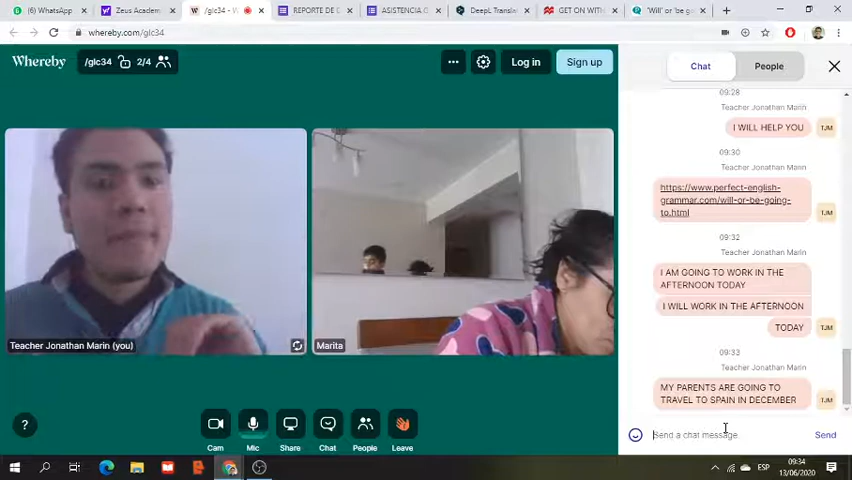 (6) WhatsApp
Zeus Academ
/glc34 - W
REPORTE DE D
ASISTENCIA C
DeepL Transla
GET ON WITH
"Will' or 'be go
whereby.com/glc34
Whereby
/glc34
2/4
Log in
Sign up
Chat
People
09:28
Teacher Jonathan Marin
I WILL HELP YOU
TJM
09:30
Teacher Jonathan Marin
https://www.perfect-english-
grammar.com/will-or-be-going-
to.html
TJM
09:32
Teacher Jonathan Marin
I AM GOING TO WORK IN THE
AFTERNOON TODAY
I WILL WORK IN THE AFTERNOON
TODAY
TJM
09:33
Teacher Jonathan Marin
MY PARENTS ARE GOING TO
TRAVEL TO SPAIN IN DECEMBER
TJM
Teacher Jonathan Marin (you)
Marita
?
Cam
Mic
Share
Chat
People
Leave
Send a chat message.
Send
ESP
09:34
13/06/2020